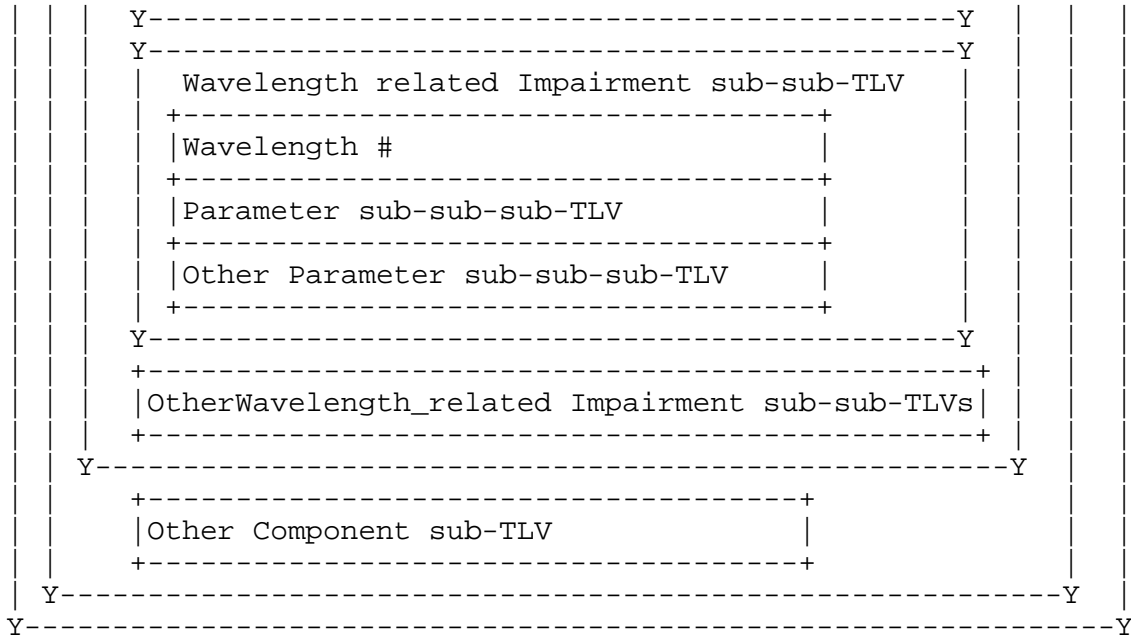 Wavelength related Impairment sub-sub-TLV
Wavelength #
Parameter sub-sub-sub-TLV
Other Parameter sub-sub-sub-TLV
OtherWavelength_related Impairment sub-sub-TLVs
Other Component sub-TLV